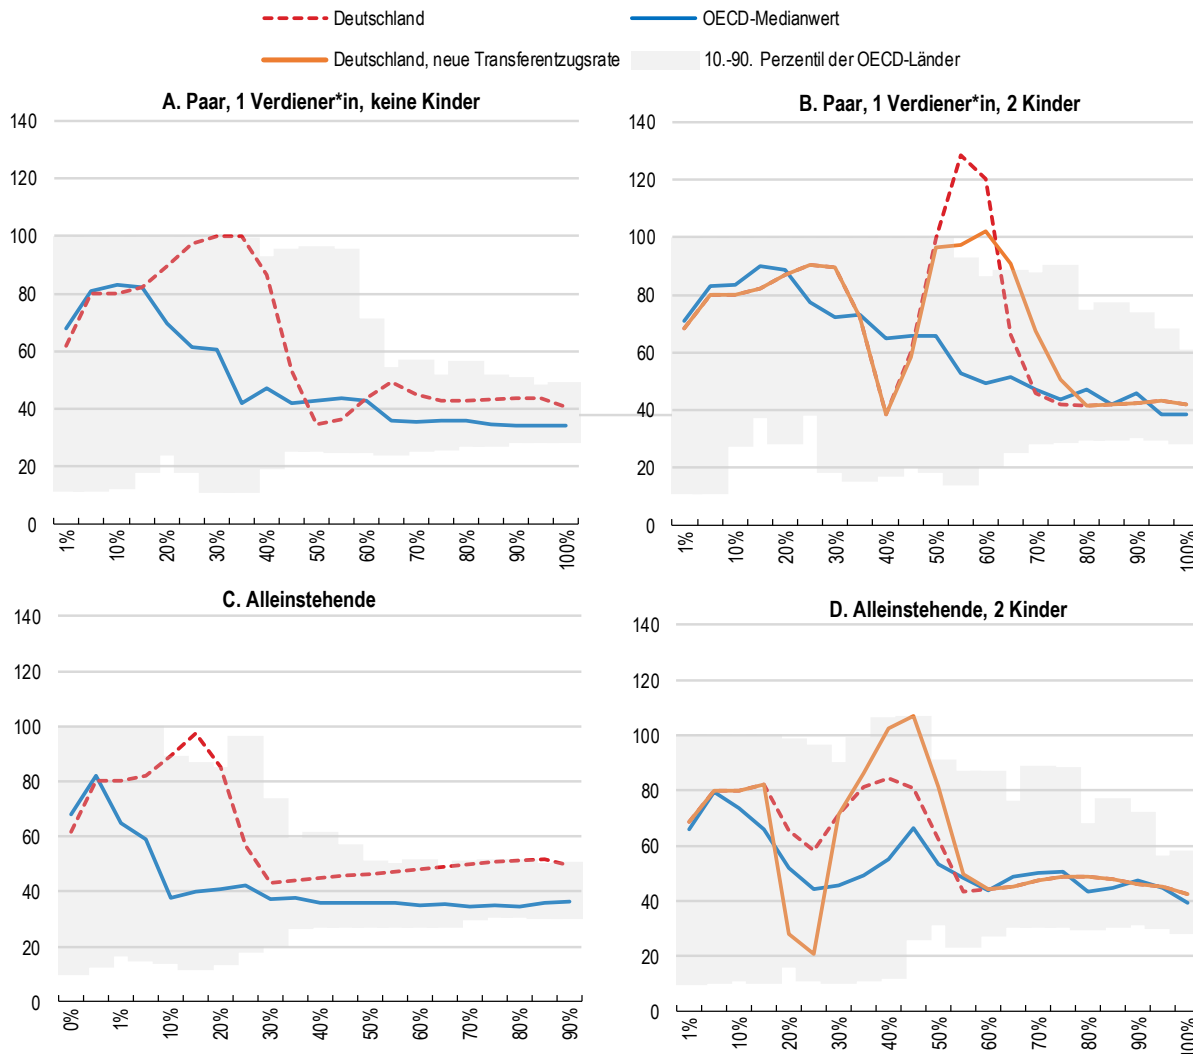 Deutschland
OECD-Medianwert
Deutschland, neue Transferentzugsrate
10.-90. Perzentil der OECD-Länder
A. Paar, 1 Verdiener*in, keine Kinder
140
120
100
80
60
40
20
0
1% 10% 20% 30% 40% 50% 60% 70% 80% 90% 100%
B. Paar, 1 Verdiener*in, 2 Kinder
140
120
100
80
60
40
20
0
1% 10% 20% 30% 40% 50% 60% 70% 80% 90% 100%
C. Alleinstehende
140
120
100
80
60
40
20
0
0% 1% 10% 20% 30% 40% 50% 60% 70% 80% 90%
D. Alleinstehende, 2 Kinder
140
120
100
80
60
40
20
0
1% 10% 20% 30% 40% 50% 60% 70% 80% 90% 100%